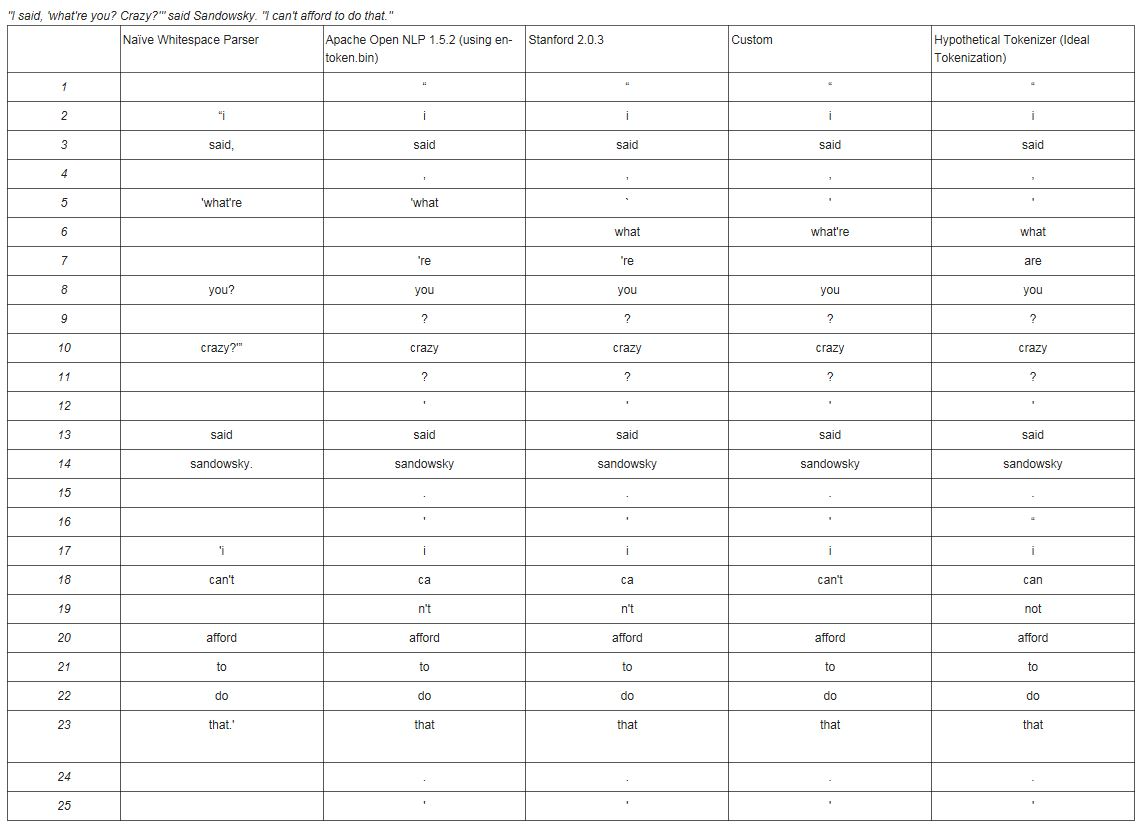 "I said, 'what're you? Crazy?'" said Sandowsky. "I can't afford to do that."
Naïve Whitespace Parser Apache Open NLP 1.5.2 (using en-token.bin) Stanford 2.0.3 Custom Hypothetical Tokenizer (Ideal Tokenization)
1 “ “ “ “
2 “i i i i i
3 said, said said said said
4 , , , ,
5 'what're 'what ` ' '
6 what what're what
7 're 're are
8 you? you you you you
9 ? ? ? ?
10 crazy?'” crazy crazy crazy crazy
11 ? ? ? ?
12 ' ' ' '
13 said said said said said
14 sandowsky. sandowsky sandowsky sandowsky sandowsky
15 . . . .
16 ' ' ' “
17 'i i i i i
18 can't ca ca can't can
19 n't n't not
20 afford afford afford afford afford
21 to to to to to
22 do do do do do
23 that.' that that that that
24 . . . .
25 ' ' ' '